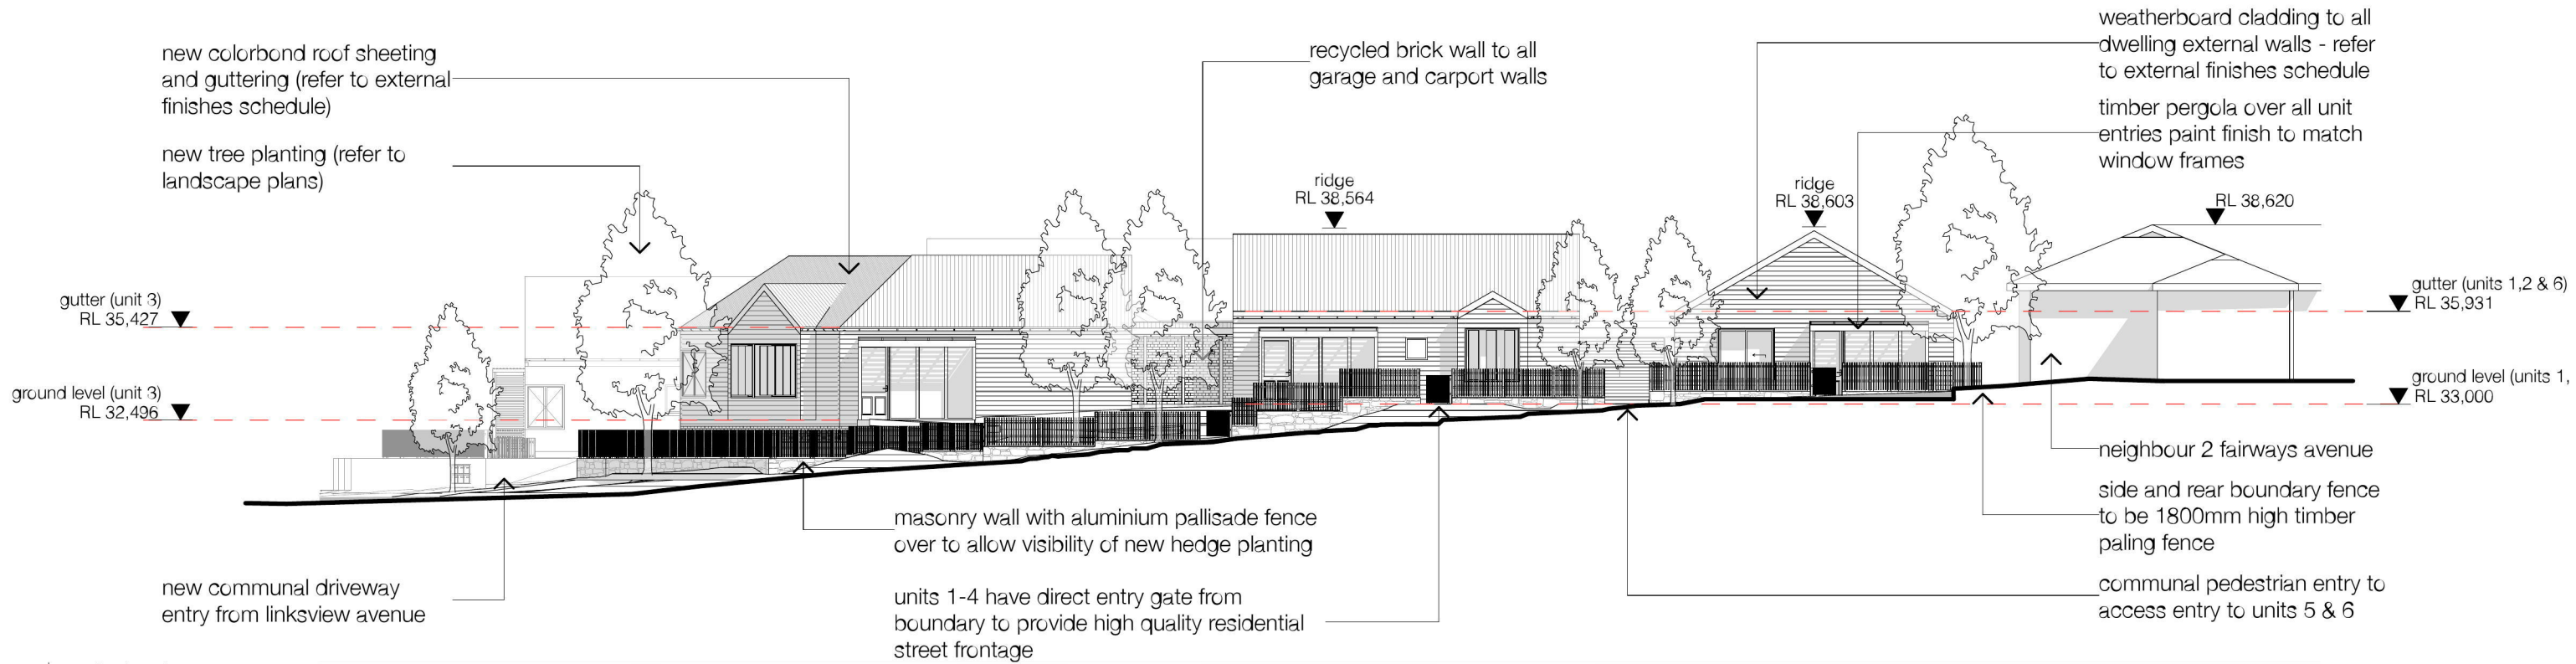 new colorbond roof sheeting
and guttering (refer to external
finishes schedule)
new tree planting (refer to
landscape plans)
recycled brick wall to all
garage and carport walls
weatherboard cladding to all
dwelling external walls - refer
to external finishes schedule
timber pergola over all unit
entries paint finish to match
window frames
ridge
RL 38,564
ridge
RL 38,603
RL 38,620
gutter (unit 3)
RL 35,427
gutter (units 1,2 & 6)
RL 35,931
ground level (unit 3)
RL 32,496
ground level (units 1,
RL 33,000
neighbour 2 fairways avenue
side and rear boundary fence
to be 1800mm high timber
paling fence
masonry wall with aluminium pallisade fence
over to allow visibility of new hedge planting
new communal driveway
entry from linksview avenue
units 1-4 have direct entry gate from
boundary to provide high quality residential
street frontage
communal pedestrian entry to
access entry to units 5 & 6